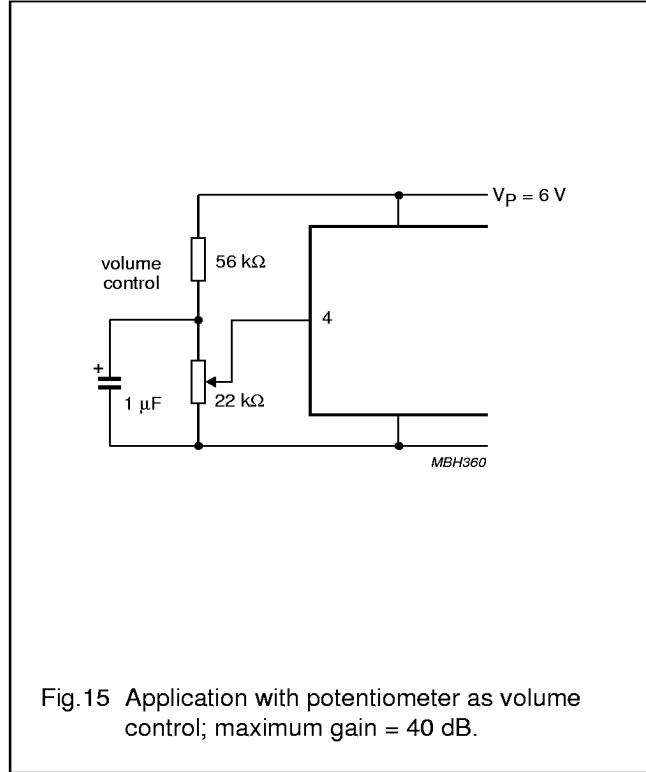 V_P = 6 V
volume
control
56 kΩ
4
+
1 μF
22 kΩ
MBH360
Fig.15 Application with potentiometer as volume
control; maximum gain = 40 dB.